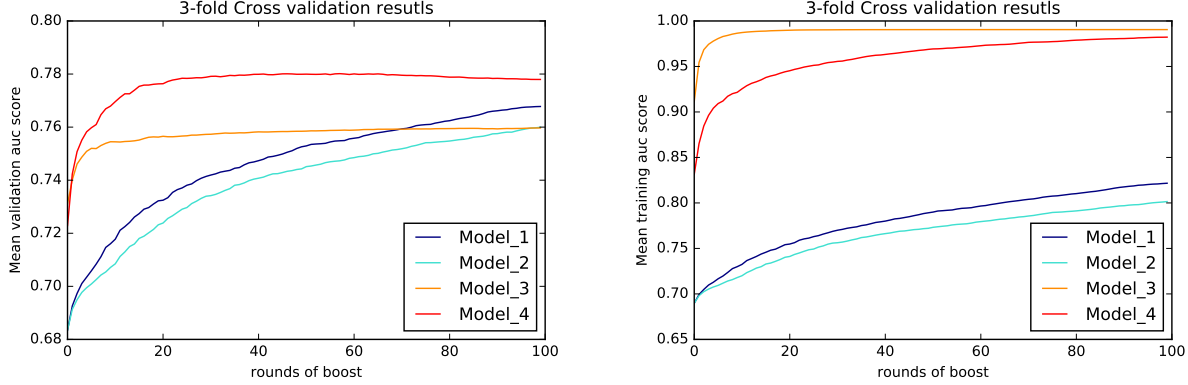 3-fold Cross validation resutls
Mean validation auc score
0.80
0.78
0.76
0.74
0.72
0.70
0.68
0
20
40
60
80
100
rounds of boost
Model_1
Model_2
Model_3
Model_4
3-fold Cross validation resutls
Mean training auc score
1.00
0.95
0.90
0.85
0.80
0.75
0.70
0.65
0
20
40
60
80
100
rounds of boost
Model_1
Model_2
Model_3
Model_4